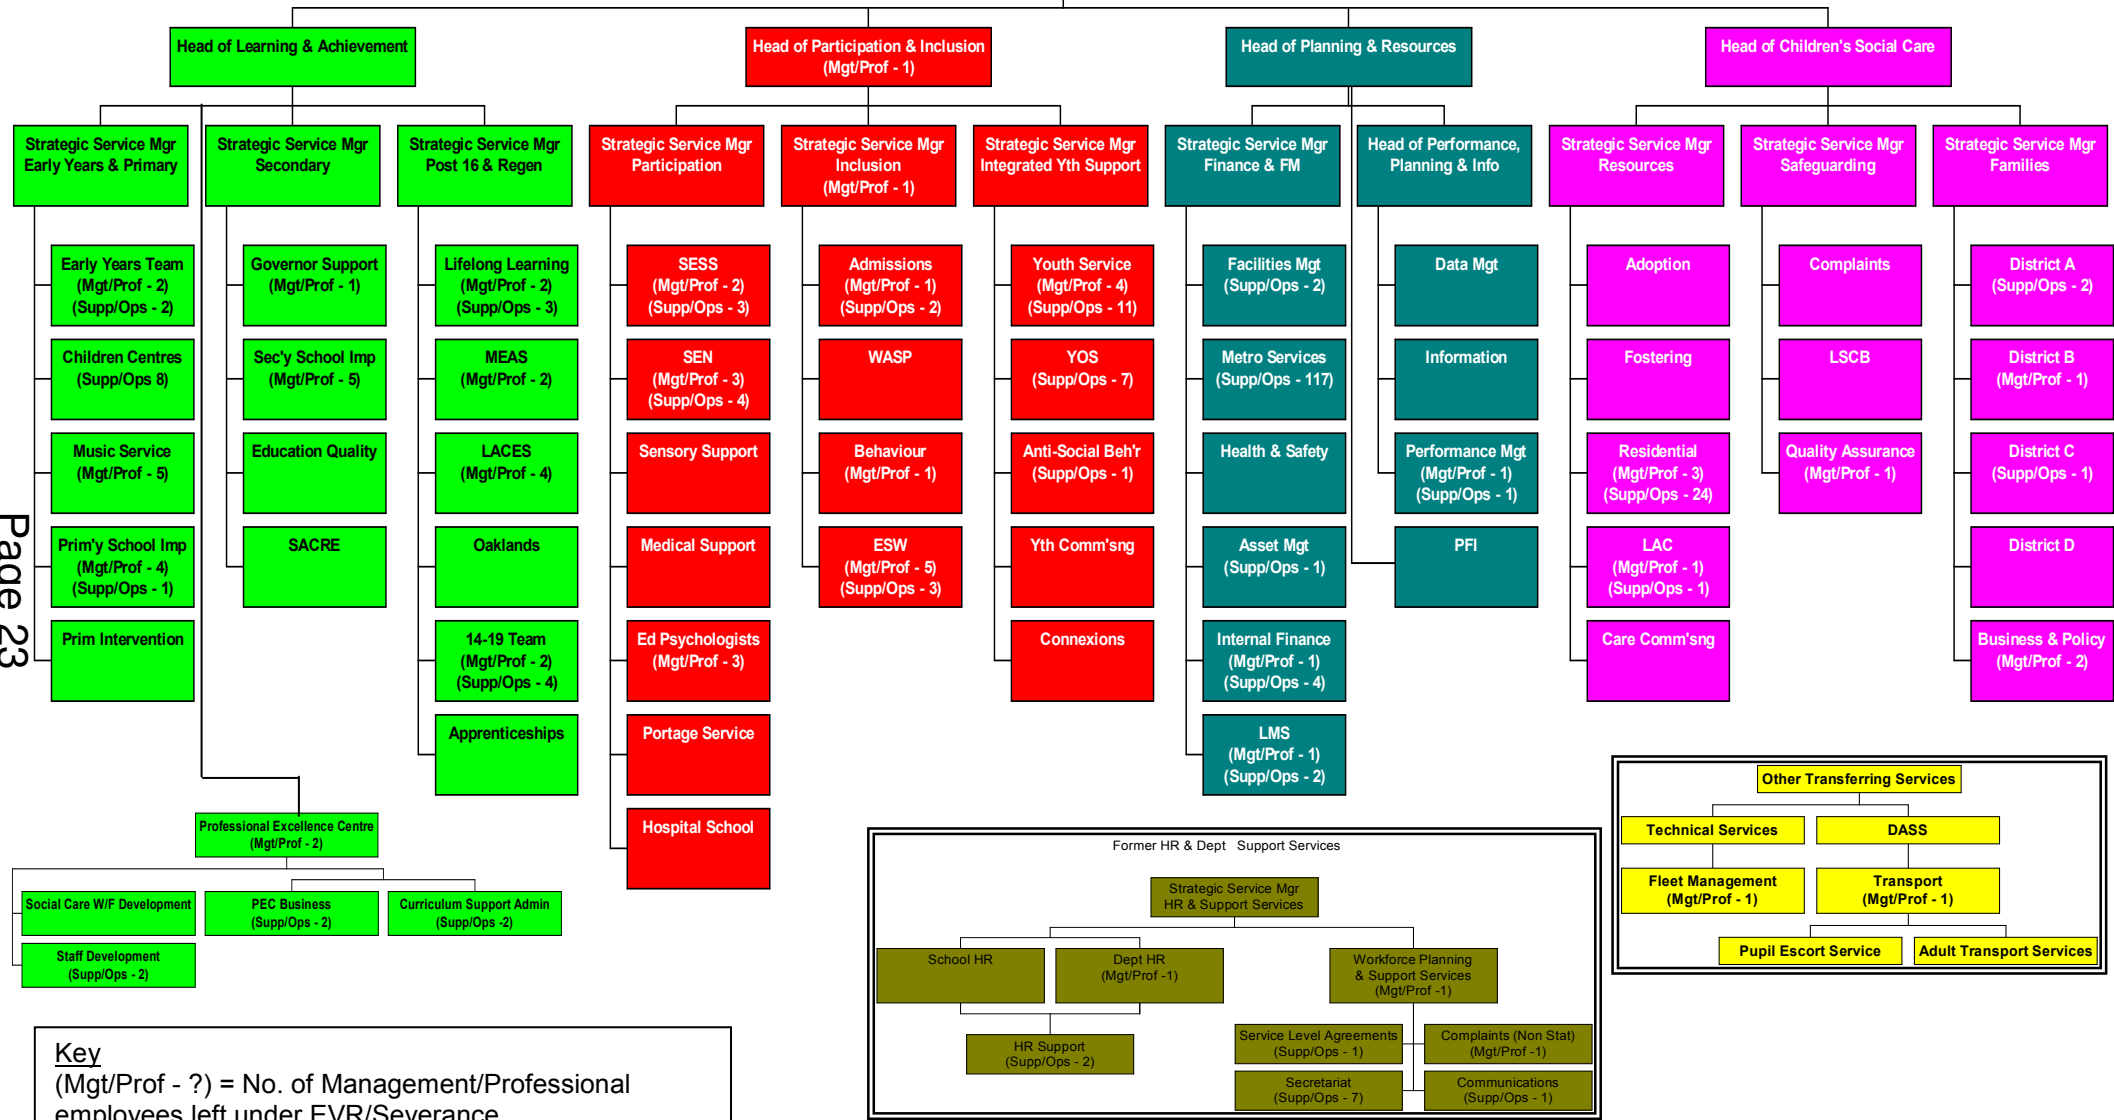 Head of Learning & Achievement
Head of Participation & Inclusion
(Mgt/Prof - 1)
Head of Planning & Resources
Head of Children's Social Care
Strategic Service Mgr
Early Years & Primary
Strategic Service Mgr
Secondary
Strategic Service Mgr
Post 16 & Regen
Strategic Service Mgr
Participation
Strategic Service Mgr
Inclusion
(Mgt/Prof - 1)
Strategic Service Mgr
Integrated Yth Support
Strategic Service Mgr
Finance & FM
Head of Performance,
Planning & Info
Strategic Service Mgr
Resources
Strategic Service Mgr
Safeguarding
Strategic Service Mgr
Families
Early Years Team
(Mgt/Prof - 2)
(Supp/Ops - 2)
Governor Support
(Mgt/Prof - 1)
Lifelong Learning
(Mgt/Prof - 2)
(Supp/Ops - 3)
SESS
(Mgt/Prof - 2)
(Supp/Ops - 3)
Admissions
(Mgt/Prof - 1)
(Supp/Ops - 2)
Youth Service
(Mgt/Prof - 4)
(Supp/Ops - 11)
Facilities Mgt
(Supp/Ops - 2)
Data Mgt
Adoption
Complaints
District A
(Supp/Ops - 2)
Children Centres
(Supp/Ops 8)
Sec'y School Imp
(Mgt/Prof - 5)
MEAS
(Mgt/Prof - 2)
SEN
(Mgt/Prof - 3)
(Supp/Ops - 4)
WASP
YOS
(Supp/Ops - 7)
Metro Services
(Supp/Ops - 117)
Information
Fostering
LSCB
District B
(Mgt/Prof - 1)
Music Service
(Mgt/Prof - 5)
Education Quality
LACES
(Mgt/Prof - 4)
Sensory Support
Behaviour
(Mgt/Prof - 1)
Anti-Social Beh'r
(Supp/Ops - 1)
Health & Safety
Performance Mgt
(Mgt/Prof - 1)
(Supp/Ops - 1)
Residential
(Mgt/Prof - 3)
(Supp/Ops - 24)
Quality Assurance
(Mgt/Prof - 1)
District C
(Supp/Ops - 1)
Page 23
Prim'y School Imp
(Mgt/Prof - 4)
(Supp/Ops - 1)
SACRE
Oaklands
Medical Support
ESW
(Mgt/Prof - 5)
(Supp/Ops - 3)
Yth Comm'sng
Asset Mgt
(Supp/Ops - 1)
PFI
LAC
(Mgt/Prof - 1)
(Supp/Ops - 1)
District D
Prim Intervention
14-19 Team
(Mgt/Prof - 2)
(Supp/Ops - 4)
Ed Psychologists
(Mgt/Prof - 3)
Connexions
Internal Finance
(Mgt/Prof - 1)
(Supp/Ops - 4)
Care Comm'sng
Business & Policy
(Mgt/Prof - 2)
Apprenticeships
Portage Service
LMS
(Mgt/Prof - 1)
(Supp/Ops - 2)
Hospital School
Professional Excellence Centre
(Mgt/Prof - 2)
Social Care W/F Development
PEC Business
(Supp/Ops - 2)
Curriculum Support Admin
(Supp/Ops -2)
Staff Development
(Supp/Ops - 2)
Former HR & Dept Support Services
Strategic Service Mgr
HR & Support Services
School HR
Dept HR
(Mgt/Prof -1)
Workforce Planning
& Support Services
(Mgt/Prof -1)
HR Support
(Supp/Ops - 2)
Service Level Agreements
(Supp/Ops - 1)
Complaints (Non Stat)
(Mgt/Prof -1)
Secretariat
(Supp/Ops - 7)
Communications
(Supp/Ops - 1)
Other Transferring Services
Technical Services
DASS
Fleet Management
(Mgt/Prof - 1)
Transport
(Mgt/Prof - 1)
Pupil Escort Service
Adult Transport Services
Key
(Mgt/Prof - ?) = No. of Management/Professional
employees left under EVR/Severance